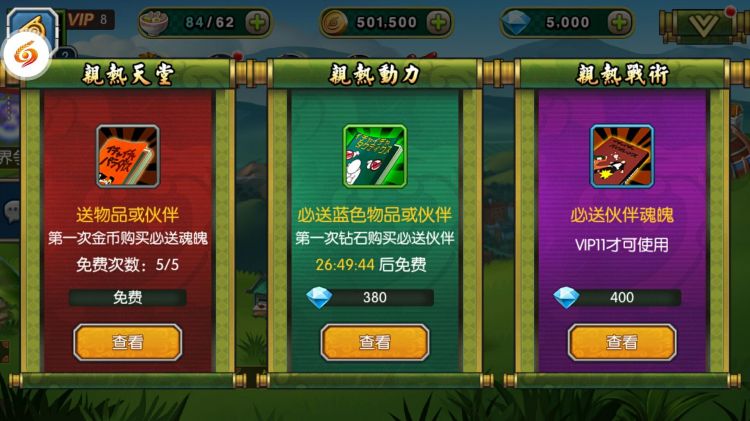 VIP 8
84/62
501.500
5.000
2
親熱天堂
親熱動力
親熱戰術
送物品或伙伴
第一次金币购买必送魂魄
免费次数：5/5
免费
查看
必送蓝色物品或伙伴
第一次钻石购买必送伙伴
26:49:44 后免费
380
查看
必送伙伴魂魄
VIP11才可使用
400
查看